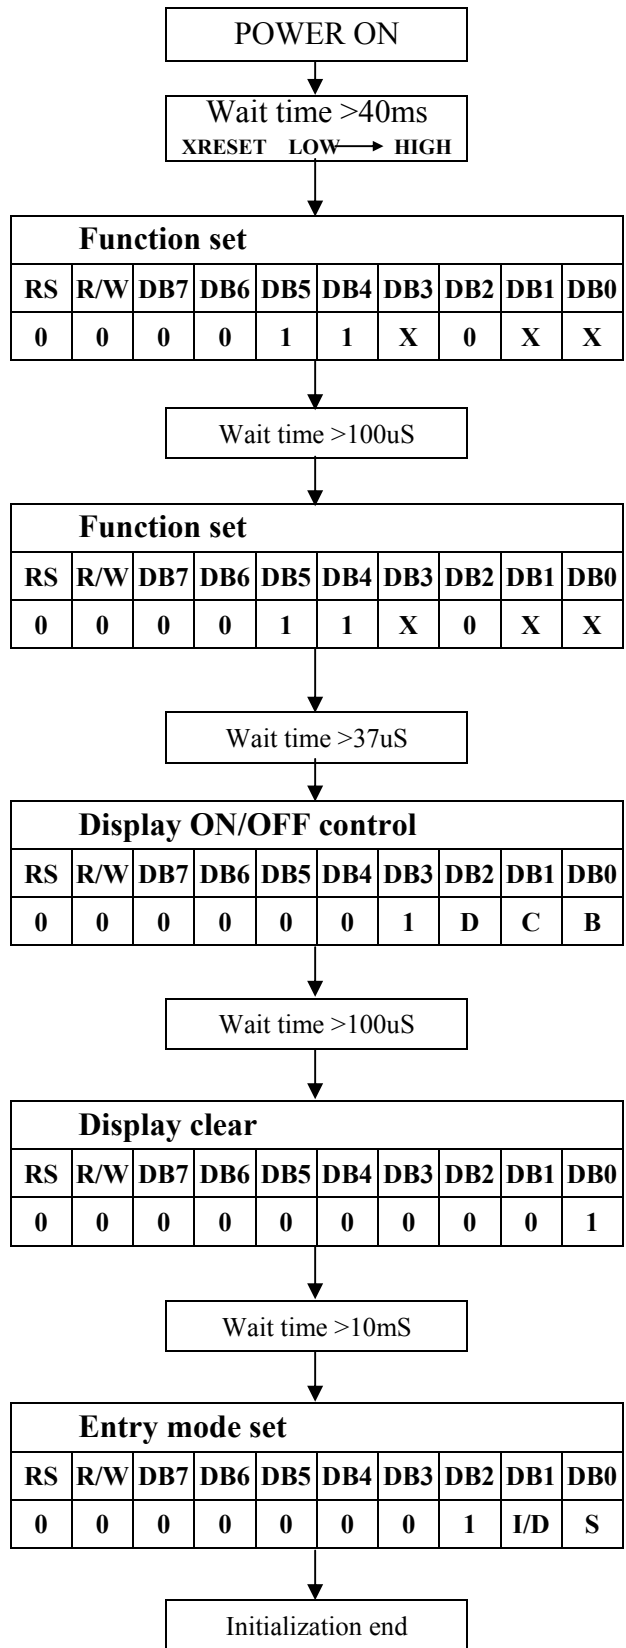 POWER ON
Wait time >40ms
XRESET LOW HIGH
Function set
RS R/W DB7 DB6 DB5 DB4 DB3 DB2 DB1 DB0
0 0 0 0 1 1 X 0 X X
Wait time >100uS
Function set
RS R/W DB7 DB6 DB5 DB4 DB3 DB2 DB1 DB0
0 0 0 0 1 1 X 0 X X
Wait time >37uS
Display ON/OFF control
RS R/W DB7 DB6 DB5 DB4 DB3 DB2 DB1 DB0
0 0 0 0 0 0 1 D C B
Wait time >100uS
Display clear
RS R/W DB7 DB6 DB5 DB4 DB3 DB2 DB1 DB0
0 0 0 0 0 0 0 0 0 1
Wait time >10mS
Entry mode set
RS R/W DB7 DB6 DB5 DB4 DB3 DB2 DB1 DB0
0 0 0 0 0 0 0 1 I/D S
Initialization end